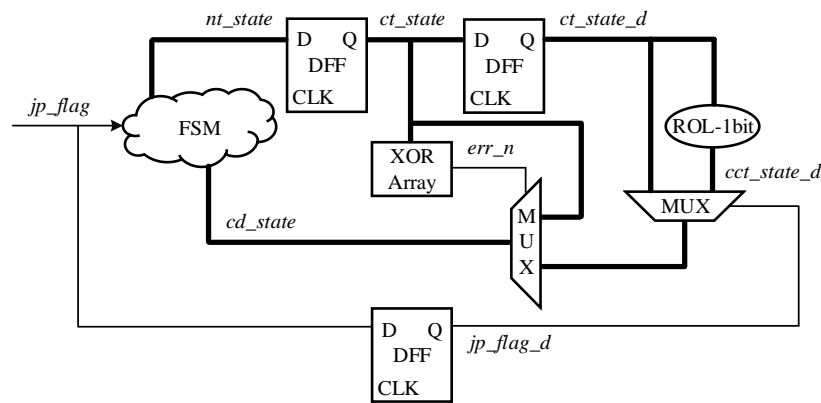 nt_state
D Q
DFF
CLK
ct_state
D Q
DFF
CLK
ct_state_d
jp_flag
FSM
ROL-1bit
XOR
Array
err_n
cct_state_d
MUX
M
U
X
cd_state
D Q
DFF
CLK
jp_flag_d